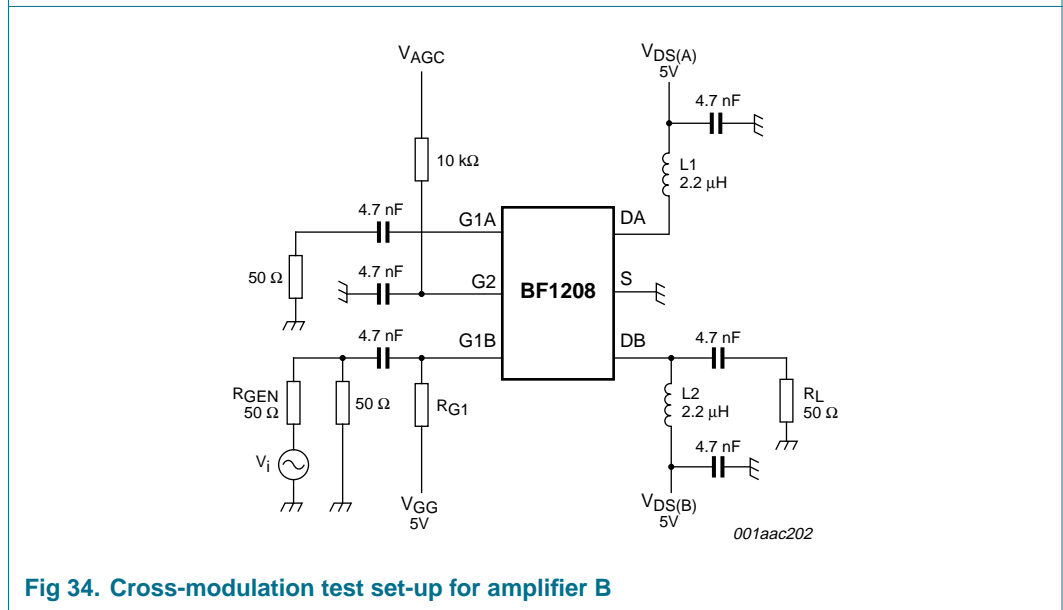 VAGC
VDS(A)
5V
4.7 nF
10 kΩ
L1
2.2 μH
4.7 nF
G1A
DA
50 Ω
4.7 nF
G2
BF1208
S
4.7 nF
G1B
DB
4.7 nF
RGEN
50 Ω
50 Ω
RG1
L2
2.2 μH
RL
50 Ω
Vi
4.7 nF
VGG
5V
VDS(B)
5V
001aac202
Fig 34. Cross-modulation test set-up for amplifier B